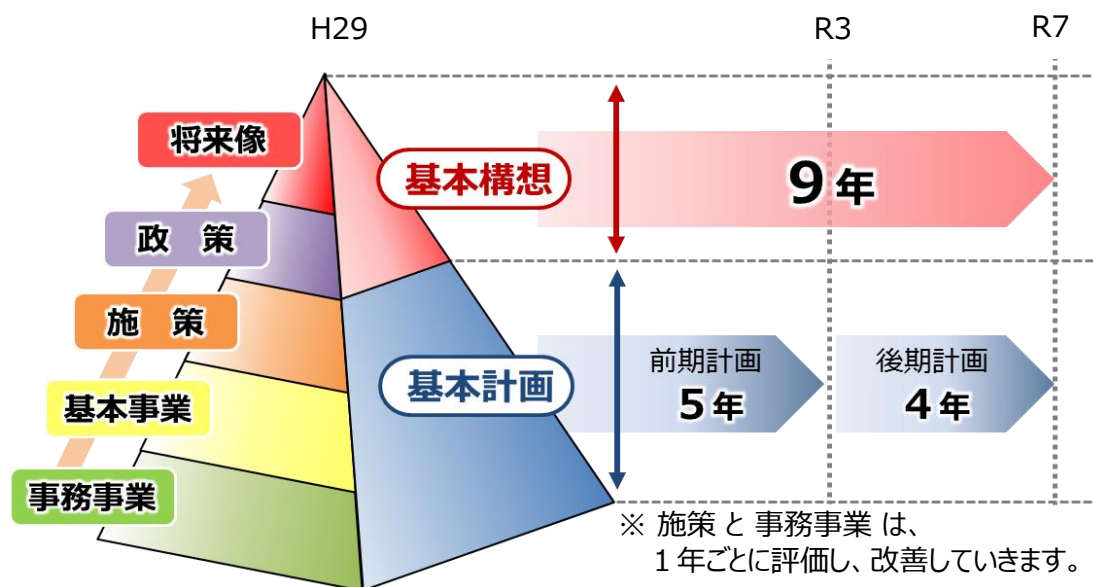 H29
R3
R7
将来像
政 策
施 策
基本事業
事務事業
基本構想
9年
基本計画
前期計画
5年
後期計画
4年
※ 施策 と 事務事業 は、
1年ごとに評価し、改善していきます。